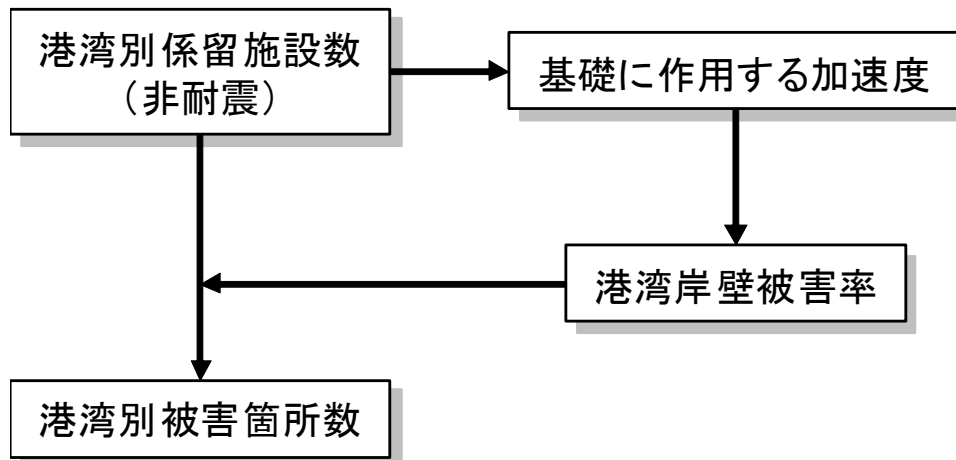 港湾別係留施設数
（非耐震）
基礎に作用する加速度
港湾岸壁被害率
港湾別被害箇所数